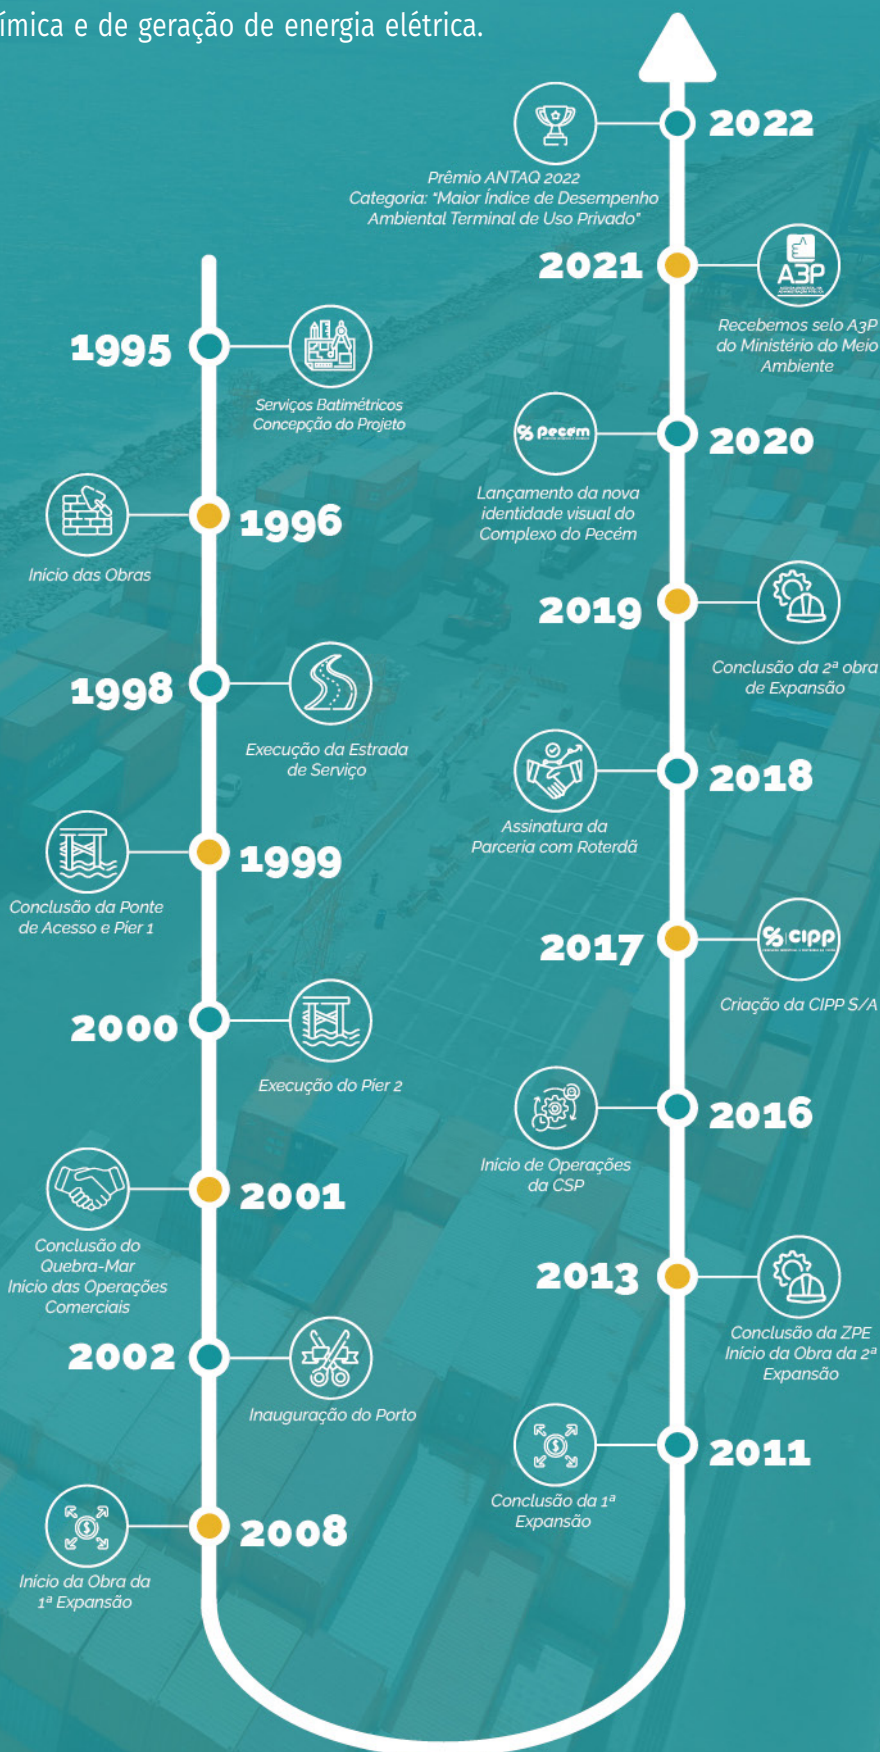 ímica e de geração de energia elétrica.
1995
Serviços Batimétricos
Concepção do Projeto
1996
Início das Obras
1998
Execução da Estrada
de Serviço
1999
Conclusão da Ponte
de Acesso e Pier 1
2000
Execução do Pier 2
2001
Conclusão do
Quebra-Mar
Início das Operações
Comerciais
2002
Inauguração do Porto
2008
Início da Obra da
1ª Expansão
2011
Conclusão da 1ª
Expansão
2013
Conclusão da ZPE
Início da Obra da 2ª
Expansão
2016
Início de Operações
da CSP
2017
CIPP
Criação da CIPP S/A
2018
Assinatura da
Parceria com Roterdã
2019
Conclusão da 2ª obra
de Expansão
2020
pecém
Lançamento da nova
identidade visual do
Complexo do Pecém
2021
A3P
Recebemos selo A3P
do Ministério do Meio
Ambiente
2022
Prêmio ANTAQ 2022
Categoria: “Maior Índice de Desempenho
Ambiental Terminal de Uso Privado”